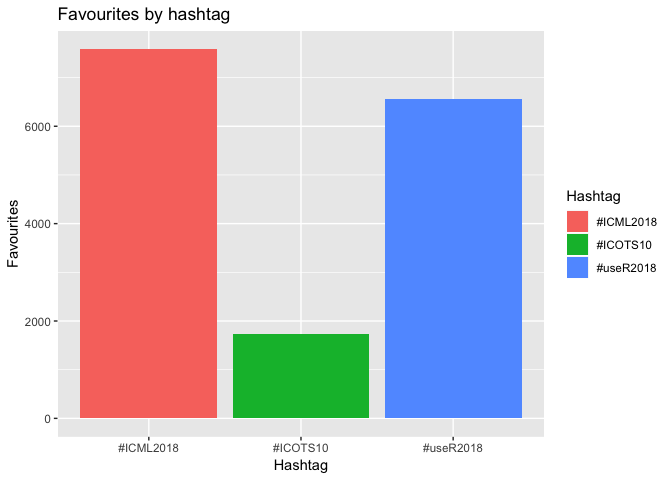 Favourites by hashtag
Favourites
6000
4000
2000
0
#ICML2018
#ICOTS10
#useR2018
Hashtag
Hashtag
#ICML2018
#ICOTS10
#useR2018